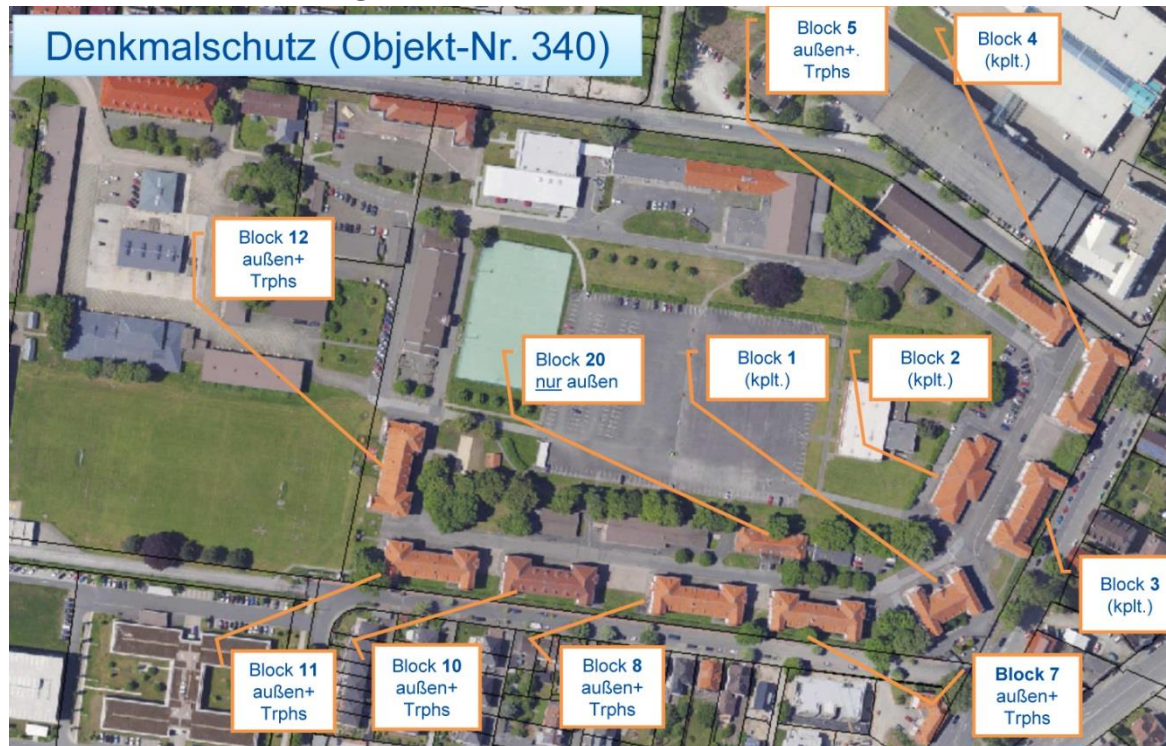 Denkmalschutz (Objekt-Nr. 340)
Block 5
außen+.
Trphs
Block 4
(kplt.)
Block 12
außen+
Trphs
Block 20
nur außen
Block 1
(kplt.)
Block 2
(kplt.)
Block 3
(kplt.)
Block 11
außen+
Trphs
Block 10
außen+
Trphs
Block 8
außen+
Trphs
Block 7
außen+
Trphs